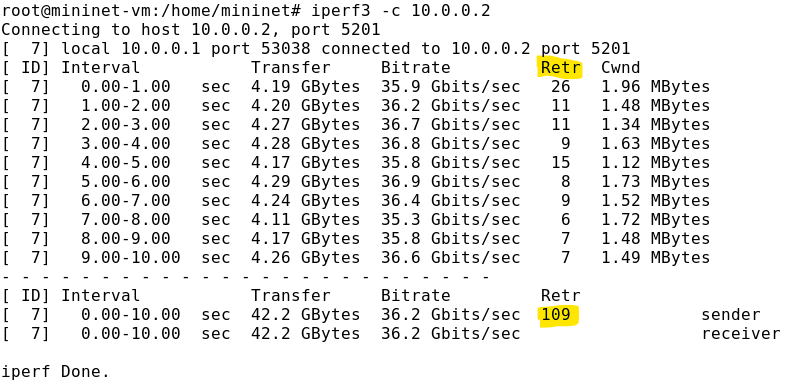 root@mininet-vm:/home/mininet# iperf3 -c 10.0.0.2
Connecting to host 10.0.0.2, port 5201
[  7] local 10.0.0.1 port 53038 connected to 10.0.0.2 port 5201
[ ID] Interval           Transfer     Bitrate         Retr  Cwnd
[  7]   0.00-1.00   sec  4.19 GBytes  35.9 Gbits/sec   26   1.96 MBytes
[  7]   1.00-2.00   sec  4.20 GBytes  36.2 Gbits/sec   11   1.48 MBytes
[  7]   2.00-3.00   sec  4.27 GBytes  36.7 Gbits/sec   11   1.34 MBytes
[  7]   3.00-4.00   sec  4.28 GBytes  36.8 Gbits/sec    9   1.63 MBytes
[  7]   4.00-5.00   sec  4.17 GBytes  35.8 Gbits/sec   15   1.12 MBytes
[  7]   5.00-6.00   sec  4.29 GBytes  36.9 Gbits/sec    8   1.73 MBytes
[  7]   6.00-7.00   sec  4.24 GBytes  36.4 Gbits/sec    9   1.52 MBytes
[  7]   7.00-8.00   sec  4.11 GBytes  35.3 Gbits/sec    6   1.72 MBytes
[  7]   8.00-9.00   sec  4.17 GBytes  35.8 Gbits/sec    7   1.48 MBytes
[  7]   9.00-10.00  sec  4.26 GBytes  36.6 Gbits/sec    7   1.49 MBytes
- - - - - - - - - - - - - - - - - - - - - - - - -
[ ID] Interval           Transfer     Bitrate         Retr
[  7]   0.00-10.00  sec  42.2 GBytes  36.2 Gbits/sec  109             sender
[  7]   0.00-10.00  sec  42.2 GBytes  36.2 Gbits/sec                  receiver
iperf Done.